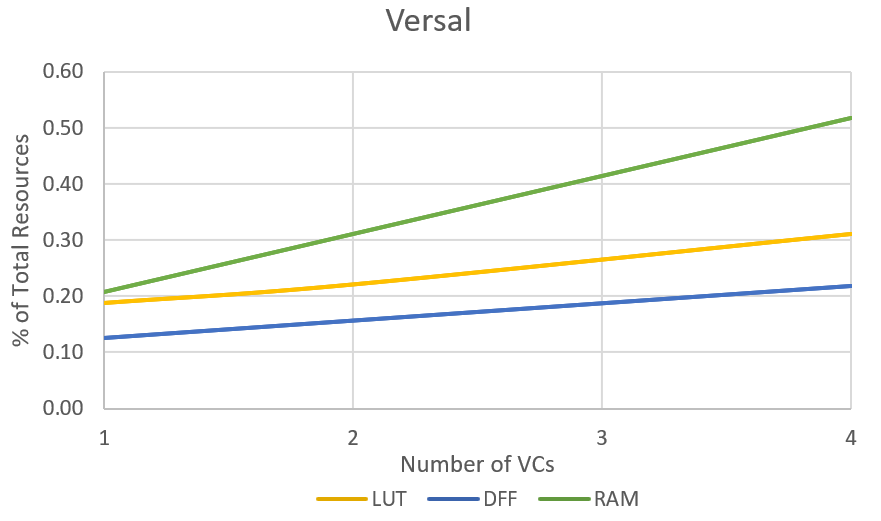 Versal
% of Total Resources
0.60
0.50
0.40
0.30
0.20
0.10
0.00
1 2 3 4
Number of VCs
LUT DFF RAM